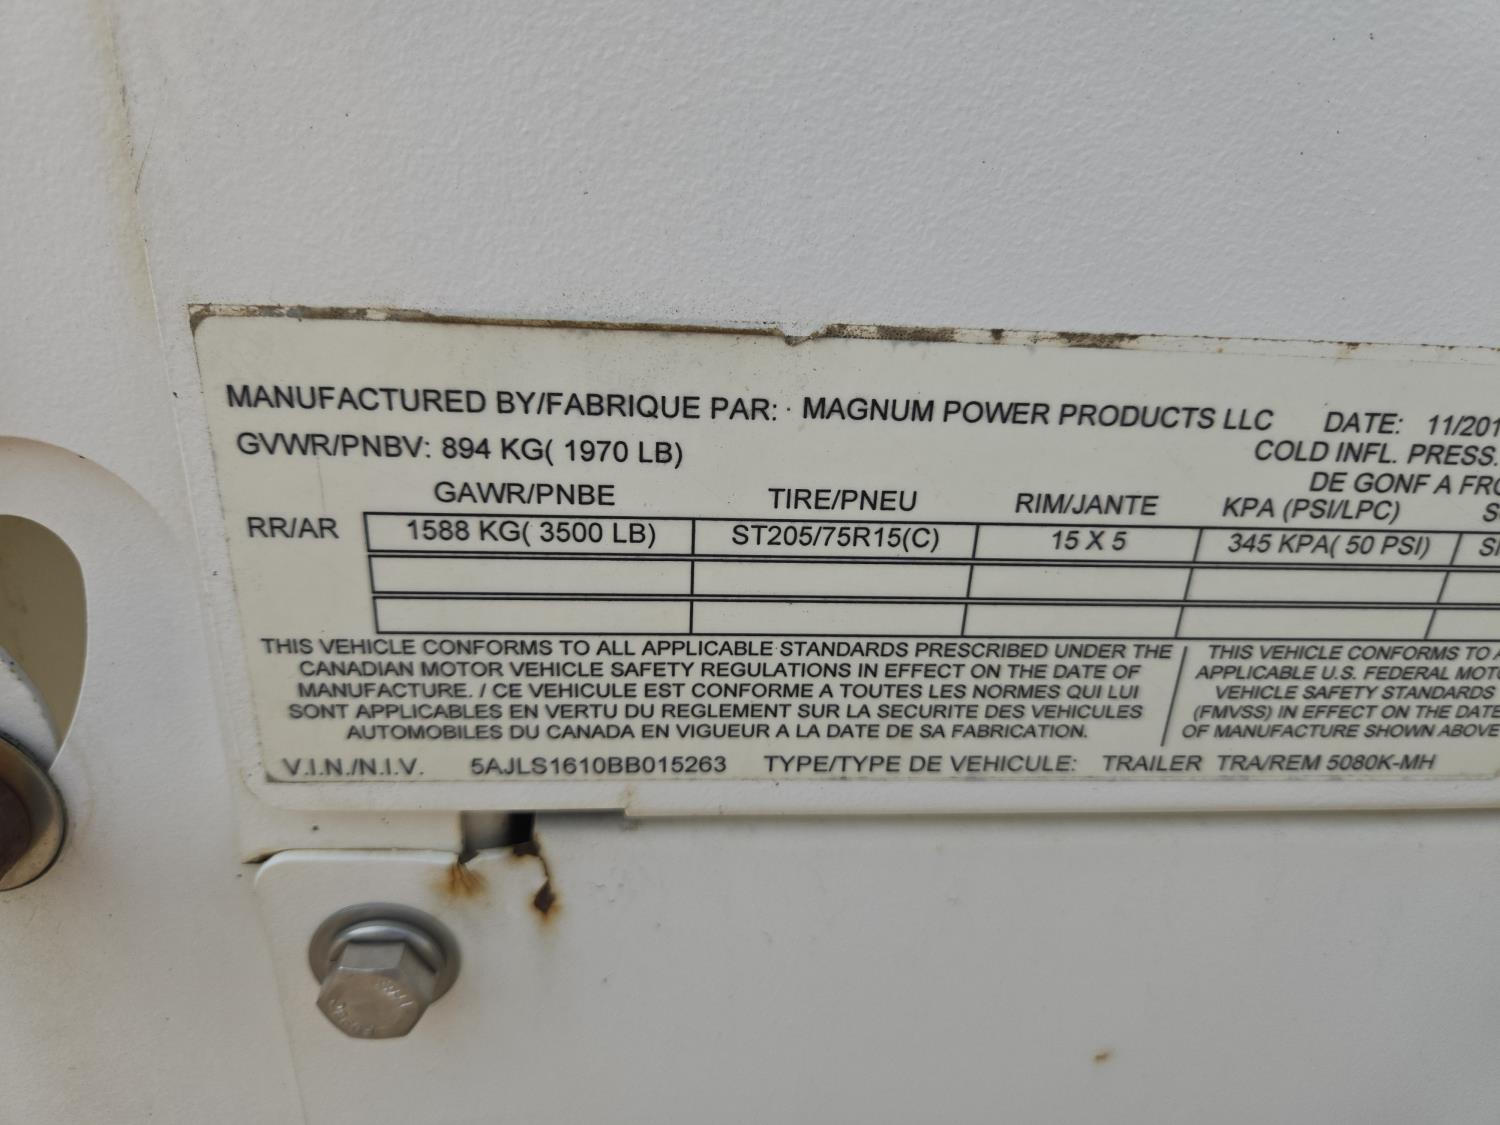 MANUFACTURED BY/FABRIQUE PAR: MAGNUM POWER PRODUCTS LLC DATE: 11/201
GVWR/PNBV: 894 KG( 1970 LB) COLD INFL. PRESS.
DE GONF A FRO
GAWR/PNBE TIRE/PNEU RIM/JANTE KPA (PSI/LPC) S
RR/AR 1588 KG( 3500 LB) ST205/75R15(C) 15 X 5 345 KPA( 50 PSI) SI
THIS VEHICLE CONFORMS TO ALL APPLICABLE STANDARDS PRESCRIBED UNDER THE
CANADIAN MOTOR VEHICLE SAFETY REGULATIONS IN EFFECT ON THE DATE OF
MANUFACTURE. / CE VEHICULE EST CONFORME A TOUTES LES NORMES QUI LUI
SONT APPLICABLES EN VERTU DU REGLEMENT SUR LA SECURITE DES VEHICULES
AUTOMOBILES DU CANADA EN VIGUEUR A LA DATE DE SA FABRICATION.
THIS VEHICLE CONFORMS TO A
APPLICABLE U.S. FEDERAL MOTO
VEHICLE SAFETY STANDARDS
(FMVSS) IN EFFECT ON THE DATE
OF MANUFACTURE SHOWN ABOVE
V.I.N./N.I.V. 5AJLS1610BB015263 TYPE/TYPE DE VEHICULE: TRAILER TRA/REM 5080K-MH